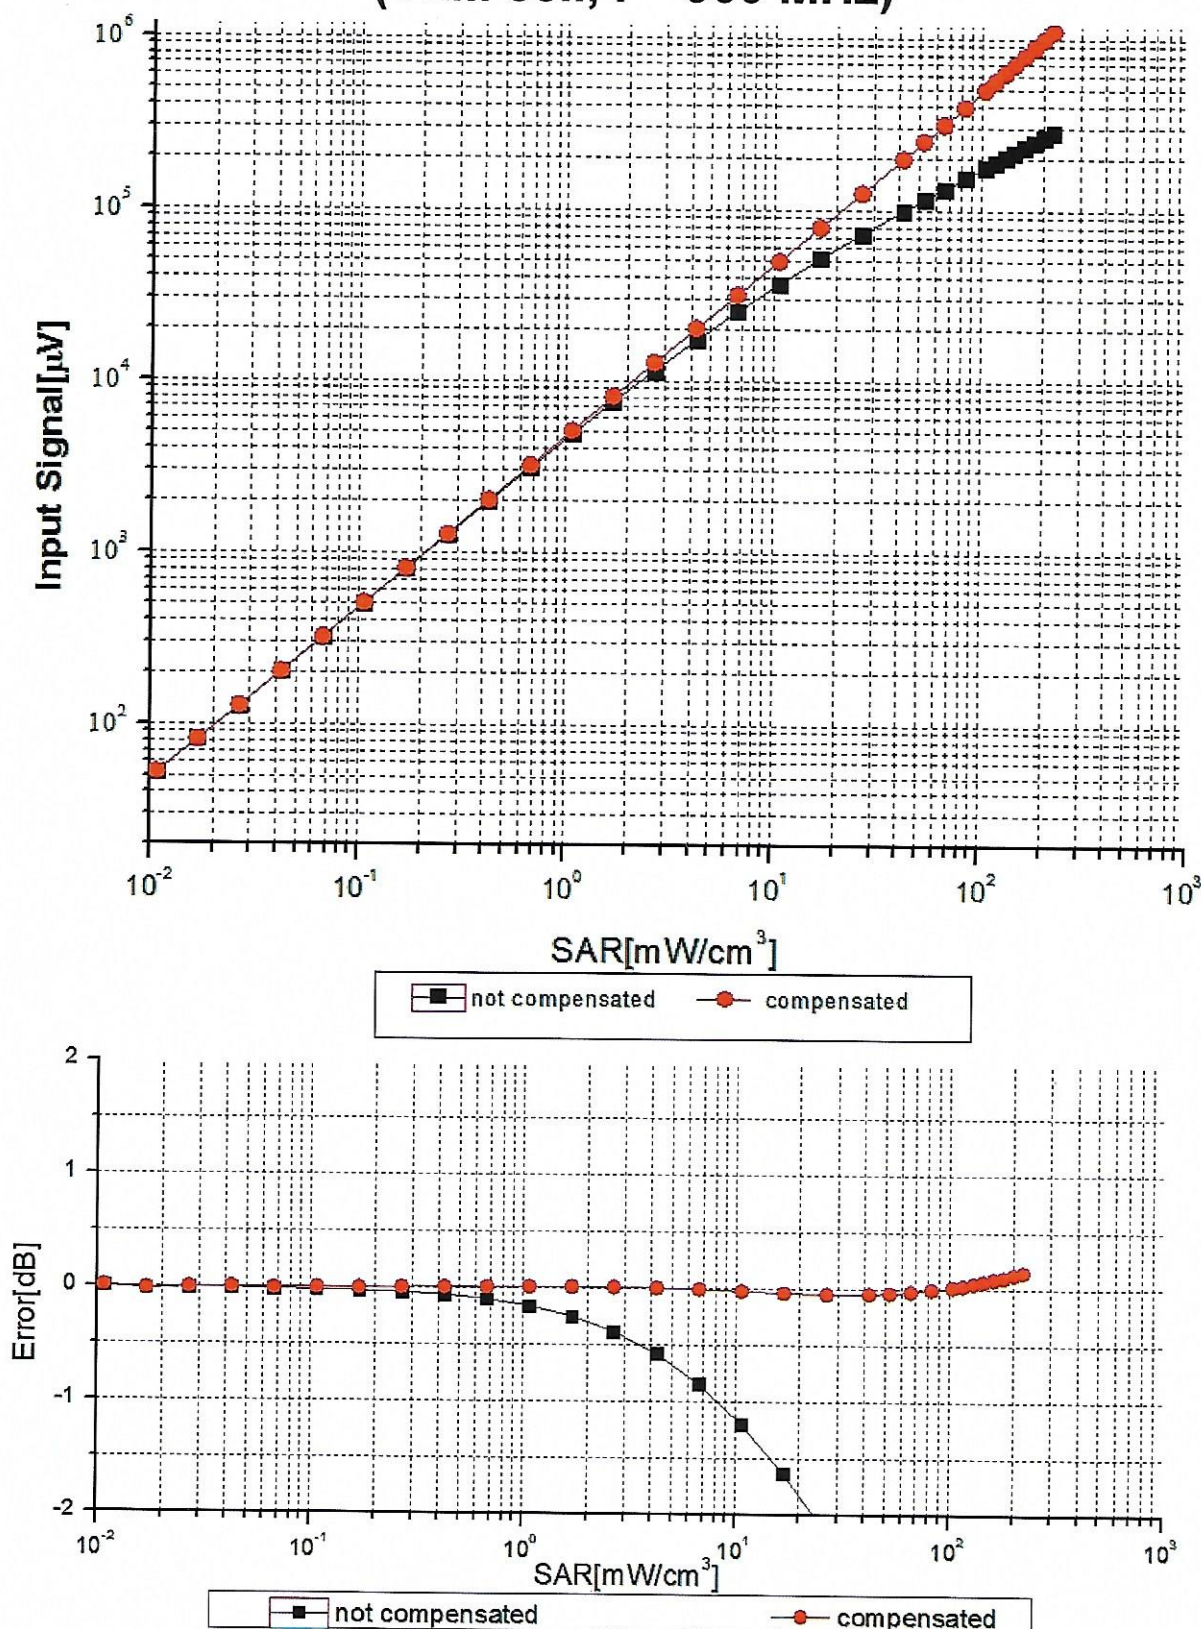 10⁶
10⁵
10⁴
10³
10²
Input Signal[µV]
10⁻² 10⁻¹ 10⁰ 10¹ 10² 10³
SAR[mW/cm³]
not compensated compensated
2
1
0
-1
-2
Error[dB]
10⁻² 10⁻¹ 10⁰ 10¹ 10² 10³
SAR[mW/cm³]
not compensated compensated